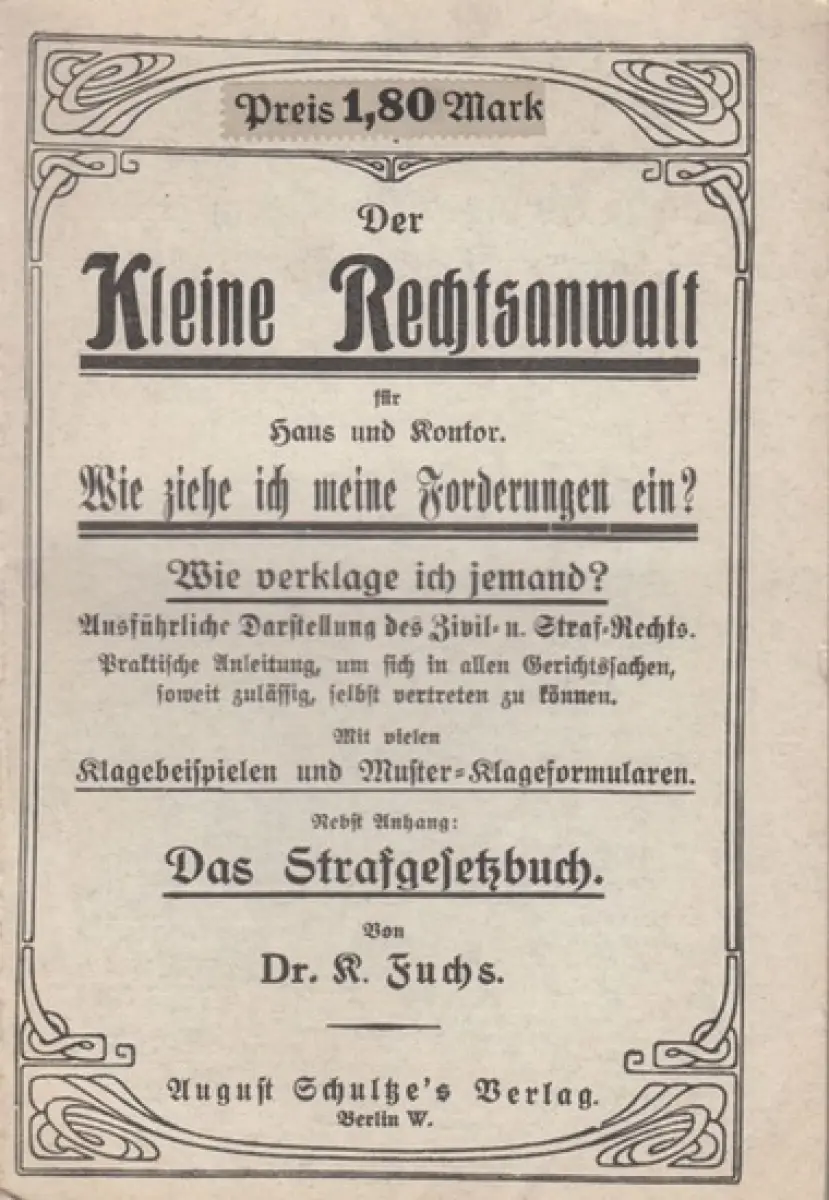 Preis 1,80 Mark
Der
Kleine Rechtsanwalt
für
Haus und Kontor.
Wie ziehe ich meine Forderungen ein?
Wie verklage ich jemand?
Ausführliche Darstellung des Zivil- u. Straf-Rechts.
Praktische Anleitung, um sich in allen Gerichtssachen,
soweit zulässig, selbst vertreten zu können.
Mit vielen
Klagebeispielen und Muster-Klageformularen.
Nebst Anhang:
Das Strafgesetzbuch.
Von
Dr. K. Fuchs.
August Schultze's Verlag.
Berlin W.